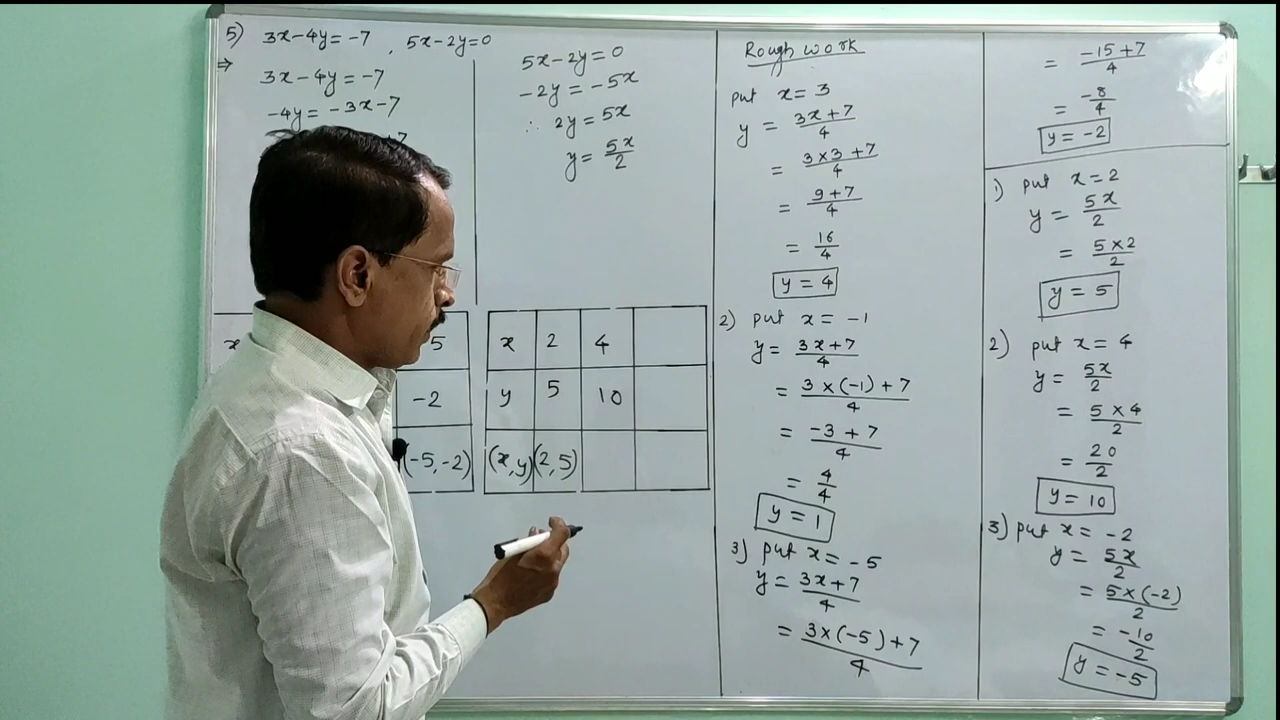 5) 3x-4y=-7 , 5x-2y=0
⇒
3x-4y=-7
-4y=-3x-7
+7
5x-2y=0
-2y=-5x
∴ 2y=5x
y=5x/2
x
5
-2
(-5,-2)
x 2 4
y 5 10
(x,y) (2,5)
Rough work
put x=3
y = 3x+7/4
= 3×3+7/4
= 9+7/4
= 16/4
y=4
2) put x=-1
y= 3x+7/4
= 3×(-1)+7/4
= -3+7/4
= 4/4
y=1
3) put x=-5
y= 3x+7/4
= 3×(-5)+7/4
= -15+7/4
= -8/4
y=-2
1) put x=2
y = 5x/2
= 5×2/2
y=5
2) put x=4
y = 5x/2
= 5×4/2
= 20/2
y=10
3) put x=-2
y= 5x/2
= 5×(-2)/2
= -10/2
y=-5